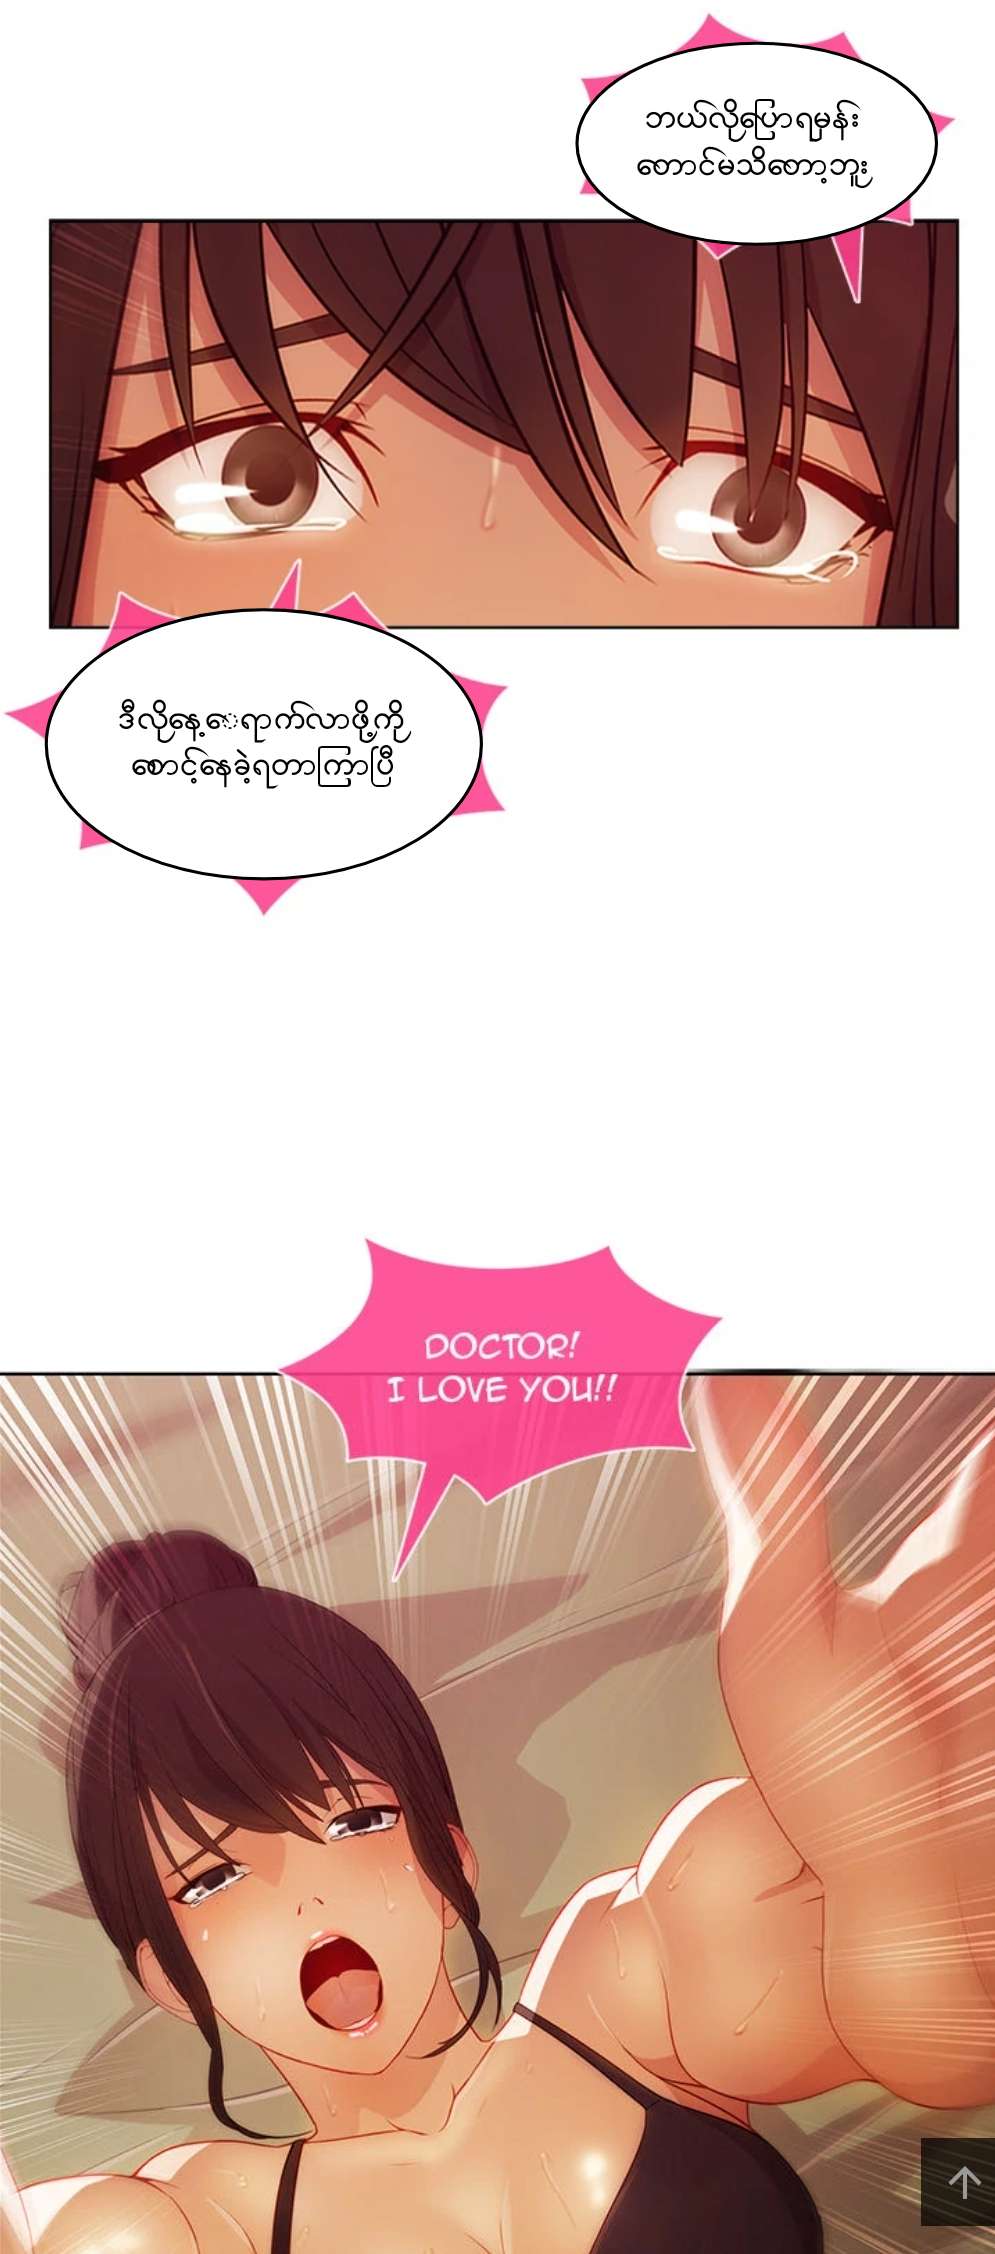 ဘယ်လိုပြောရမှန်း
တောင်မသိတော့ဘူး
ဒီလိုနေ့ေရောက်လာဖို့ကို
စောင့်နေခဲ့ရတာကြာပြီ
DOCTOR!
I LOVE YOU!!